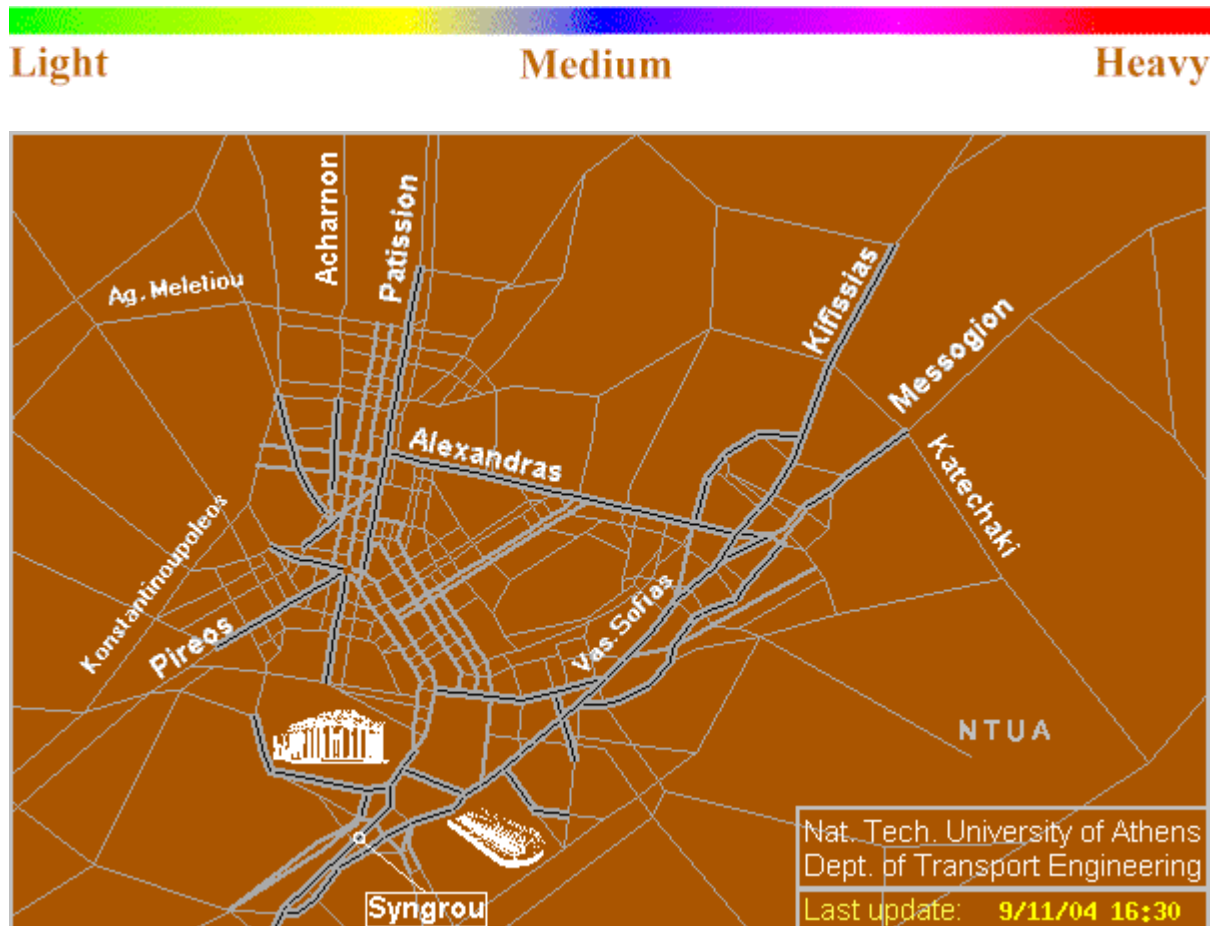 Light Medium Heavy
Acharnon
Patission
Ag. Meletiou
Kifissias
Messogion
Alexandras
Katechaki
Konstantinoupoleos
Pireos
Vas.Sofias
NTUA
Nat. Tech. University of Athens
Dept. of Transport Engineering
Syngrou
Last update: 9/11/04 16:30